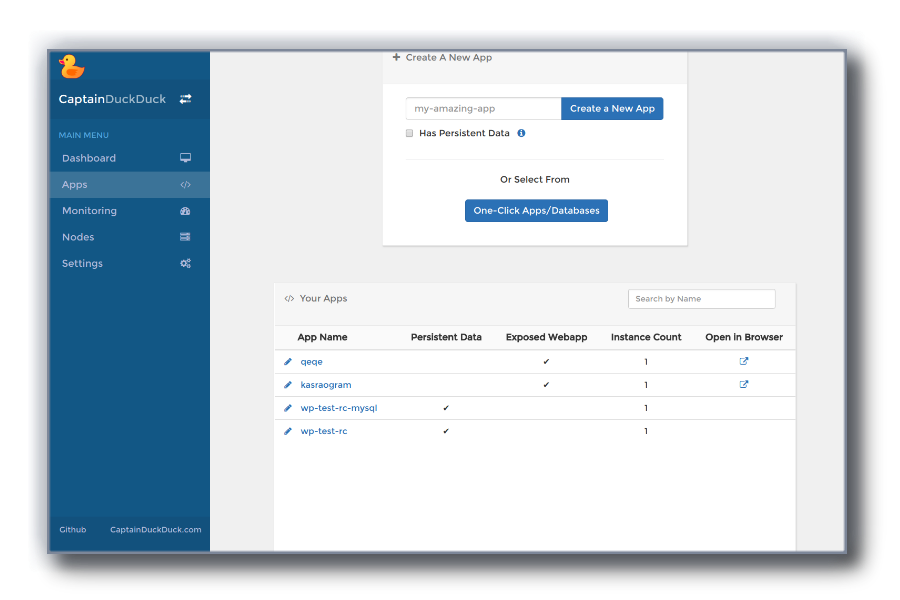 CaptainDuckDuck
MAIN MENU
Dashboard
Apps
Monitoring
Nodes
Settings
Github CaptainDuckDuck.com
Create A New App
my-amazing-app Create a New App
Has Persistent Data
Or Select From
One-Click Apps/Databases
Your Apps Search by Name
App Name Persistent Data Exposed Webapp Instance Count Open in Browser
qeqe ✔ 1
kasraogram ✔ 1
wp-test-rc-mysql ✔ 1
wp-test-rc ✔ 1